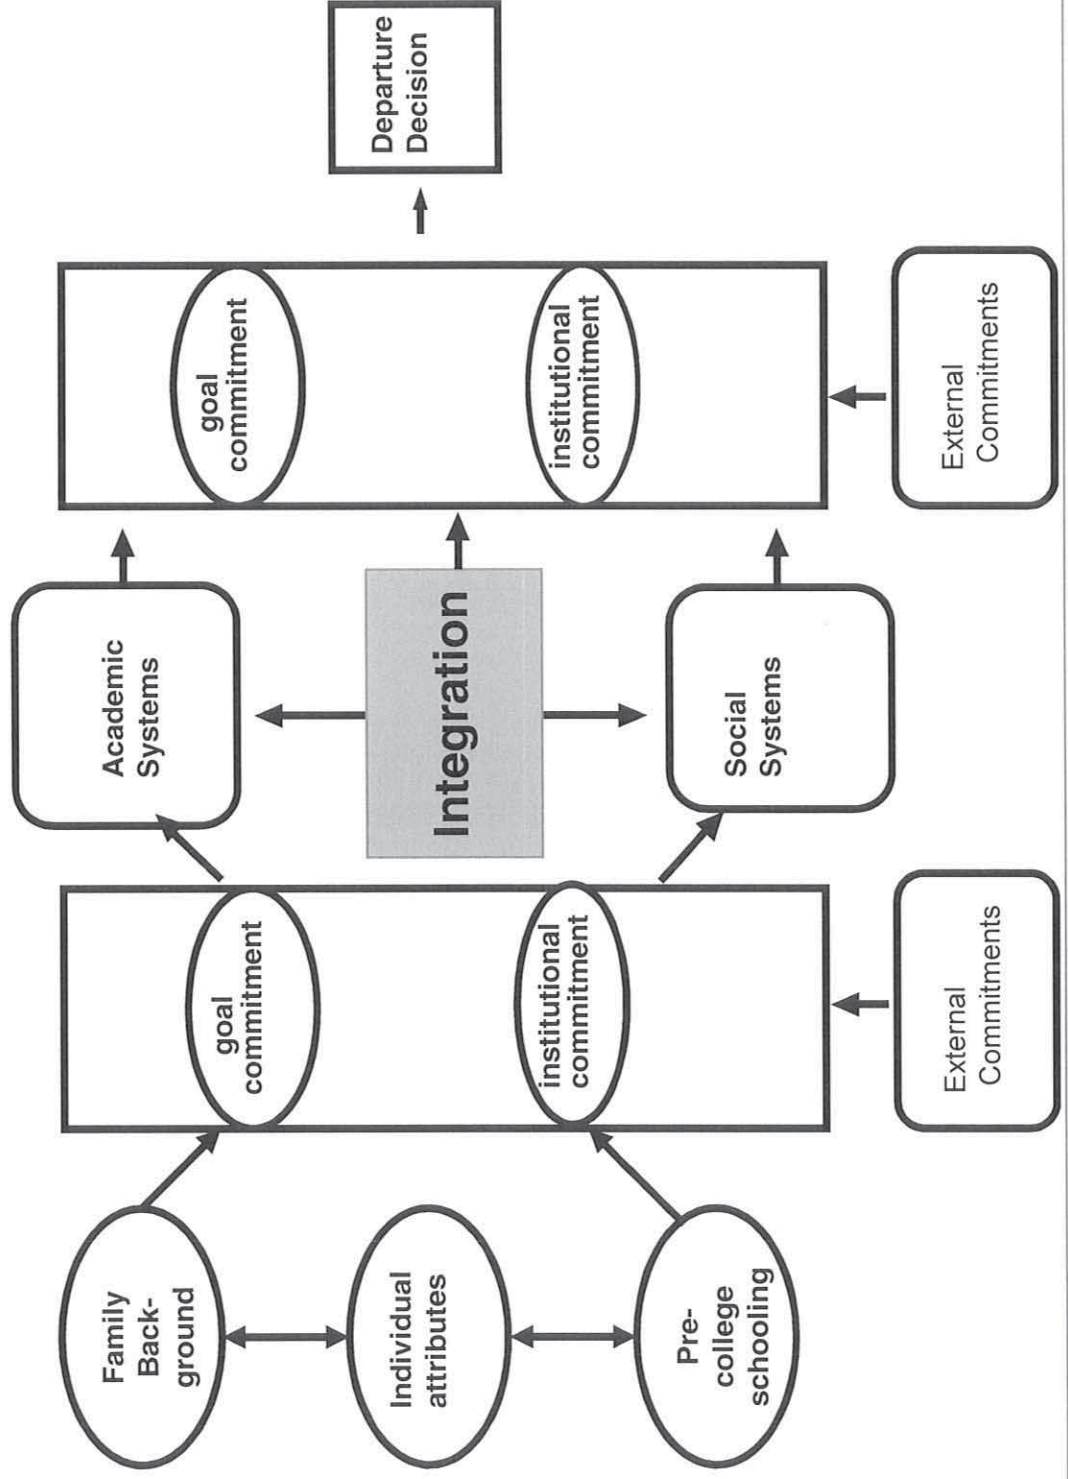 Family
Back-
ground
Individual
attributes
Pre-
college
schooling
goal
commitment
institutional
commitment
External
Commitments
Academic
Systems
Integration
Social
Systems
goal
commitment
institutional
commitment
External
Commitments
Departure
Decision